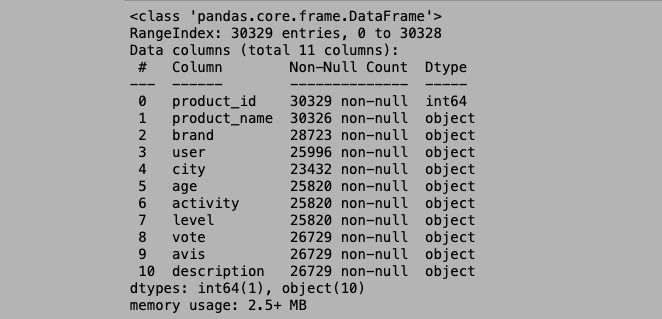 <class 'pandas.core.frame.DataFrame'>
RangeIndex: 30329 entries, 0 to 30328
Data columns (total 11 columns):
 #   Column        Non-Null Count  Dtype
---  ------        --------------  -----
 0   product_id    30329 non-null  int64
 1   product_name  30326 non-null  object
 2   brand         28723 non-null  object
 3   user          25996 non-null  object
 4   city          23432 non-null  object
 5   age           25820 non-null  object
 6   activity      25820 non-null  object
 7   level         25820 non-null  object
 8   vote          26729 non-null  object
 9   avis          26729 non-null  object
 10  description   26729 non-null  object
dtypes: int64(1), object(10)
memory usage: 2.5+ MB